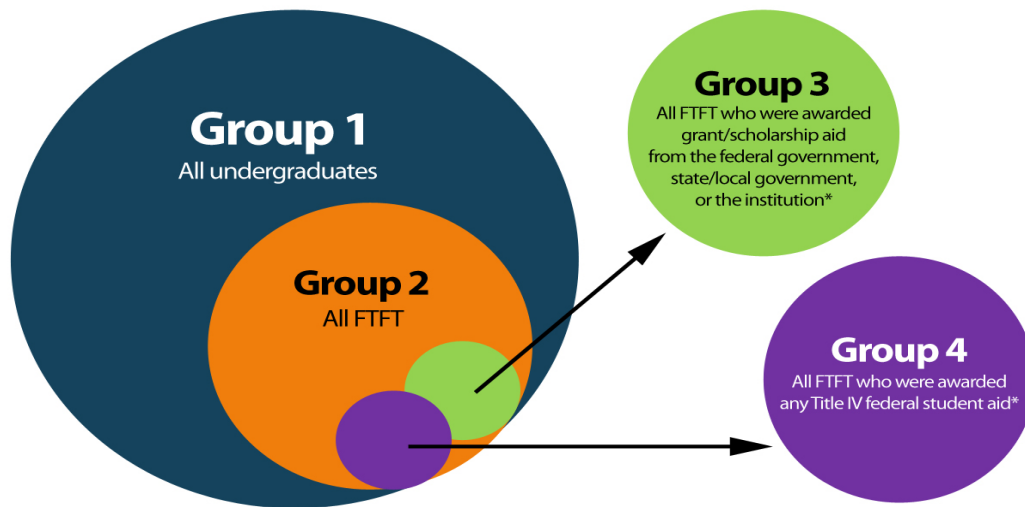 Group 1
All undergraduates
Group 2
All FTFT
Group 3
All FTFT who were awarded
grant/scholarship aid
from the federal government,
state/local government,
or the institution*
Group 4
All FTFT who were awarded
any Title IV federal student aid*